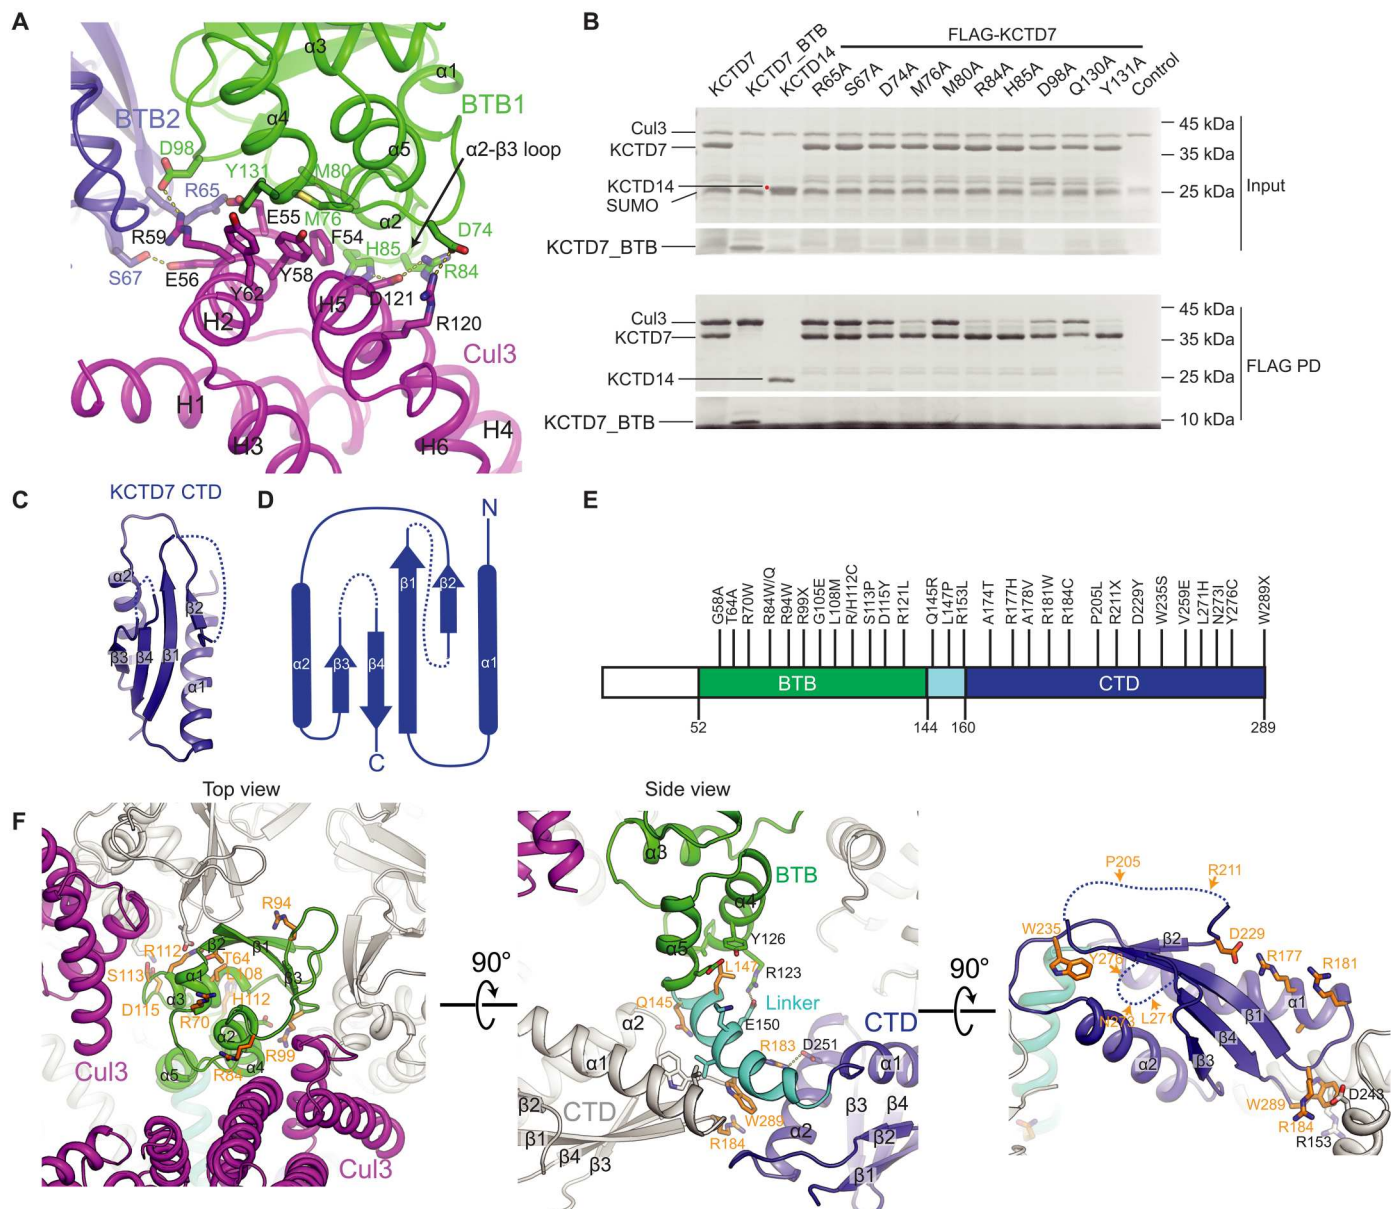 A
α3
α1
α4
BTB1
BTB2
D98
α5
α2-β3 loop
Y131
M80
R65
E55
M76
α2
D74
R59
F54
H85
S67
E56
Y58
R84
Y62
H5
D121
H2
R120
Cul3
H1
H3
H6
H4
B
FLAG-KCTD7
KCTD7
KCTD7_BTB
KCTD14
R65A
S67A
D74A
M76A
M80A
R84A
H85A
D98A
Q130A
Y131A
Control
Cul3
KCTD7
KCTD14
SUMO
KCTD7_BTB
45 kDa
35 kDa
25 kDa
Input
Cul3
KCTD7
KCTD14
KCTD7_BTB
45 kDa
35 kDa
25 kDa
10 kDa
FLAG PD
C
KCTD7 CTD
α2
β2
β3
β4
β1
α1
D
N
β1
β2
α2
β3
β4
α1
C
E
G58A
T64A
R70W
R84W/Q
R94W
R99X
G105E
L108M
R/H112C
S113P
D115Y
R121L
Q145R
L147P
R153L
A174T
R177H
A178V
R181W
R184C
P205L
R211X
D229Y
W235S
V259E
L271H
N273I
Y276C
W289X
BTB
CTD
52
144
160
289
F
Top view
R94
R112
β2
β1
T64
S113
α1
L108
β3
α3
D115
H112
R70
α2
R99
R84
α4
α5
Cul3
Cul3
90°
Side view
α3
BTB
α4
α5
Y126
L147
R123
Q145
Linker
α2
E150
CTD
α1
R183
D251
α1
CTD
β2
W289
β3
β4
β1
R184
α2
β2
β4
β3
β1
90°
P205
R211
W235
D229
β2
Y276
R177
R181
α1
N273
L271
β1
β4
α2
β3
W289
D243
R184
R153